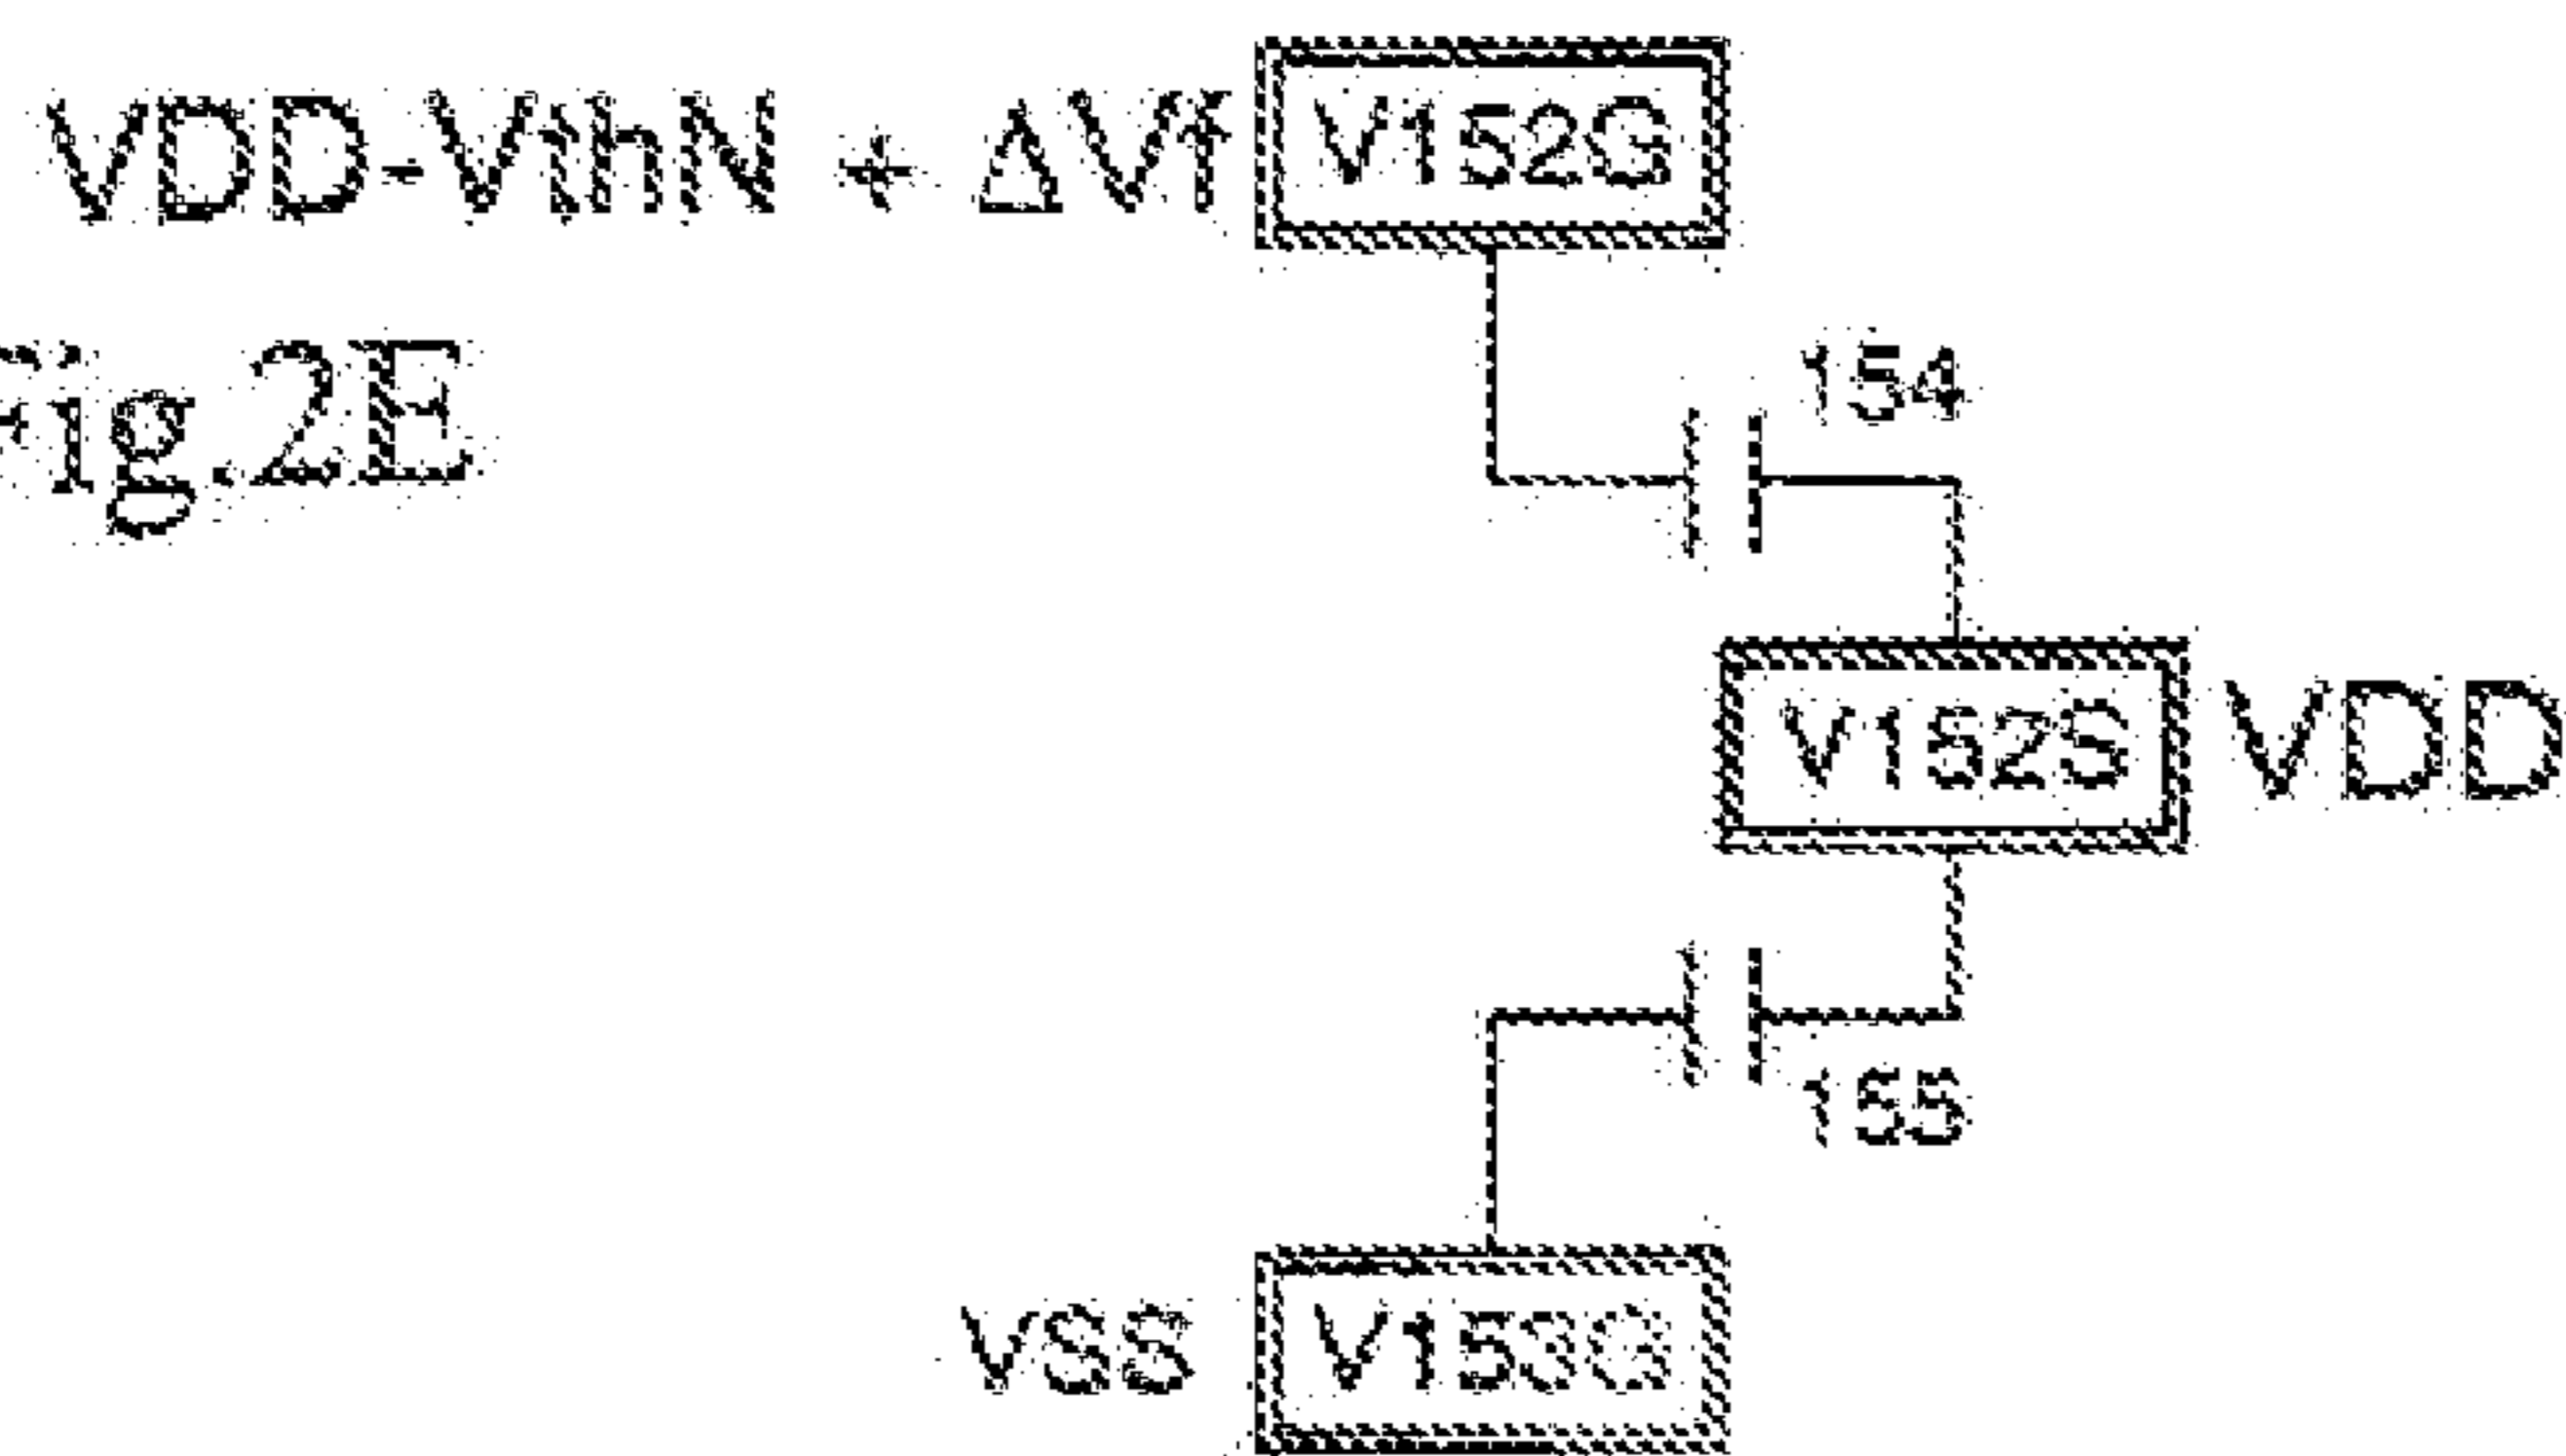 VDD-VthN + ΔVf V152G
Fig.2E
154
V152S VDD
155
VSS V153G